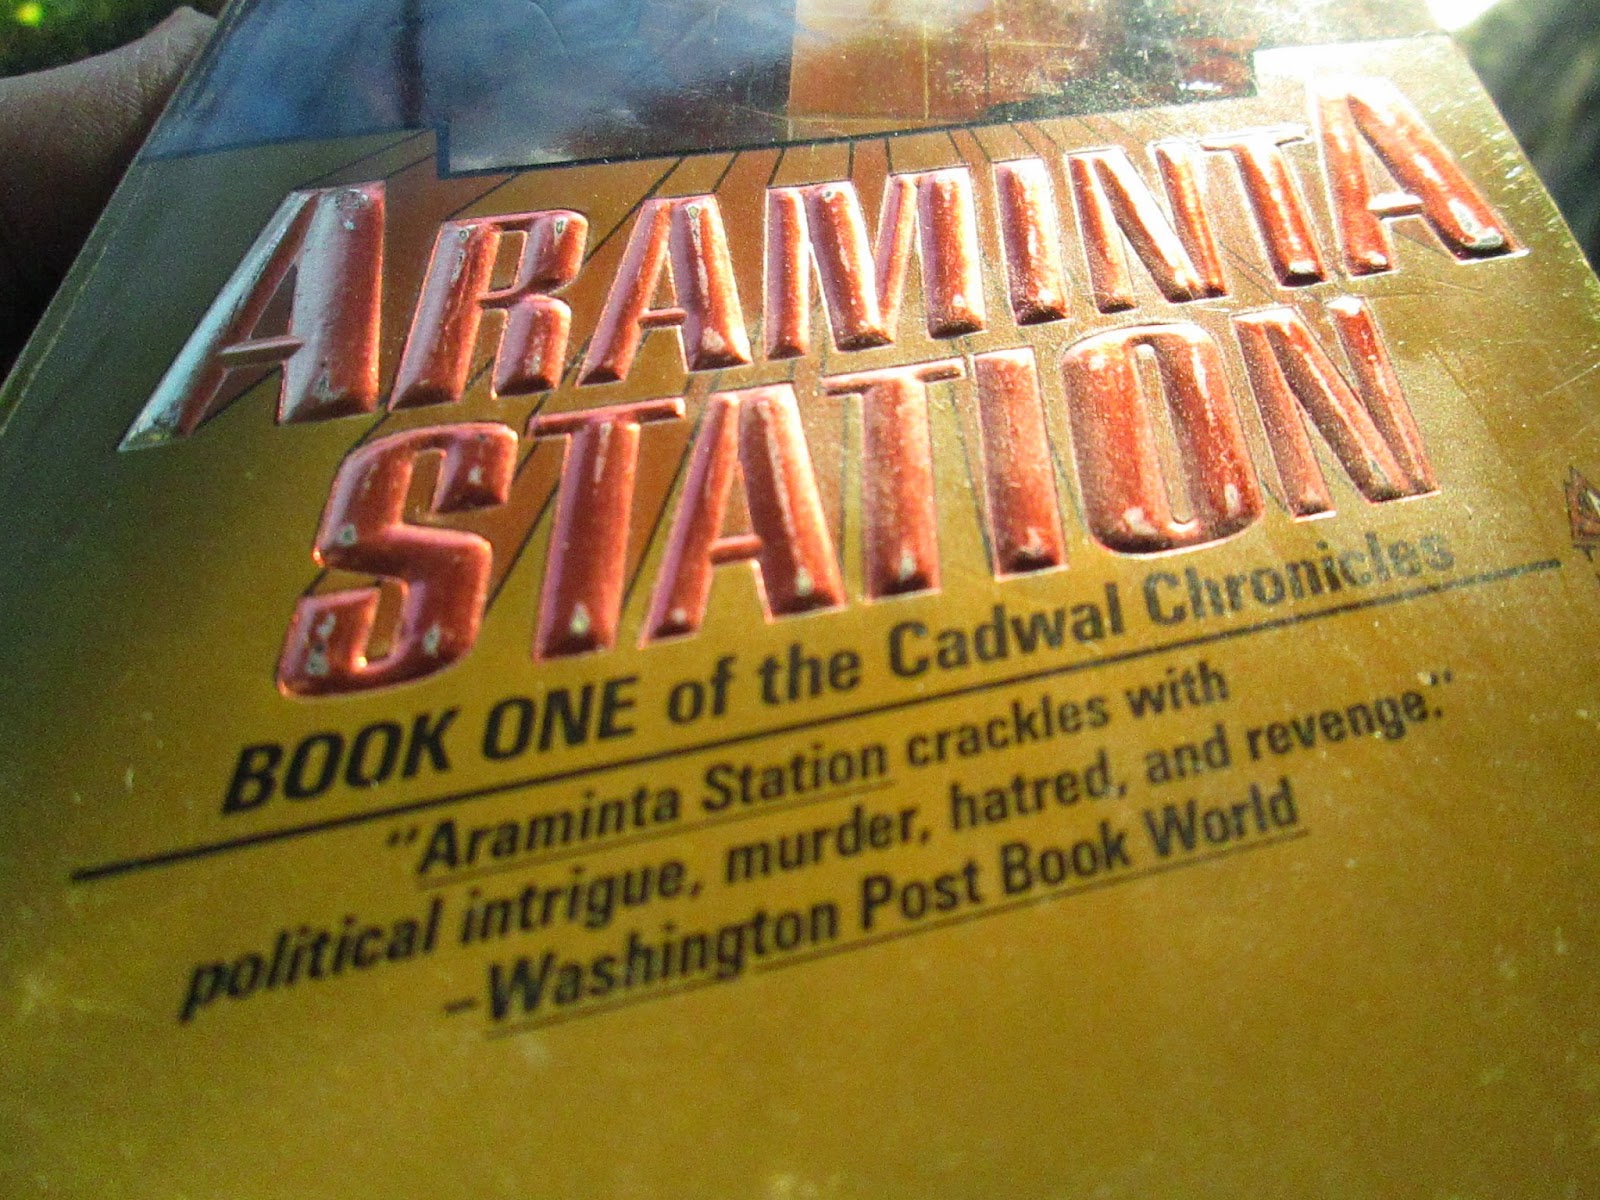 ARAMINTA
STATION
BOOK ONE of the Cadwal Chronicles
"Araminta Station crackles with
political intrigue, murder, hatred, and revenge."
–Washington Post Book World